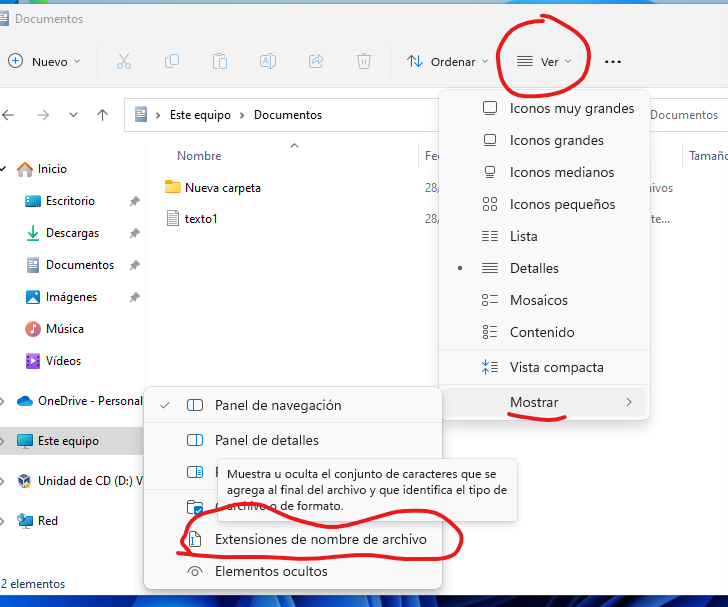 Documentos
Nuevo
Ordenar
Ver
Este equipo > Documentos
Documentos
Nombre
Fec
Tamaño
Inicio
Escritorio
Descargas
Documentos
Imágenes
Música
Vídeos
OneDrive - Personal
Este equipo
Unidad de CD (D:) V
Red
Nueva carpeta
28/
texto1
28/
Iconos muy grandes
Iconos grandes
Iconos medianos
Iconos pequeños
Lista
Detalles
Mosaicos
Contenido
Vista compacta
Mostrar
Panel de navegación
Panel de detalles
Muestra u oculta el conjunto de caracteres que se
agrega al final del archivo y que identifica el tipo de
archivo o de formato.
Extensiones de nombre de archivo
Elementos ocultos
2 elementos